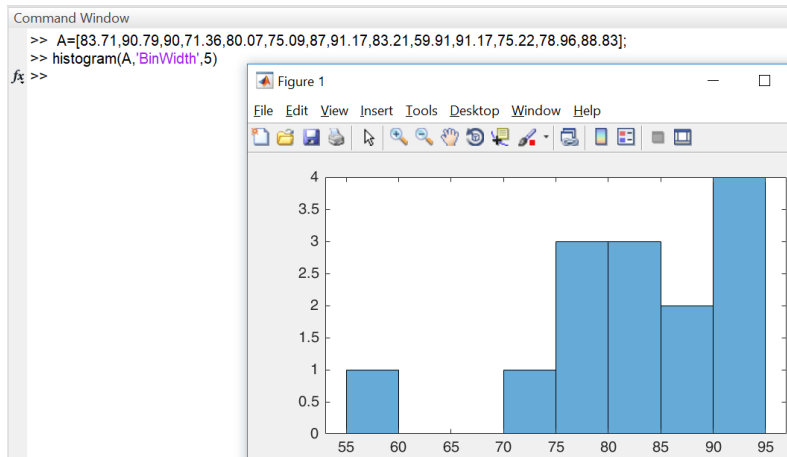 Command Window
>> A=[83.71,90.79,90,71.36,80.07,75.09,87,91.17,83.21,59.91,91.17,75.22,78.96,88.83];
>> histogram(A,'BinWidth',5)
fx >>
Figure 1
File Edit View Insert Tools Desktop Window Help
4
3.5
3
2.5
2
1.5
1
0.5
0
55 60 65 70 75 80 85 90 95